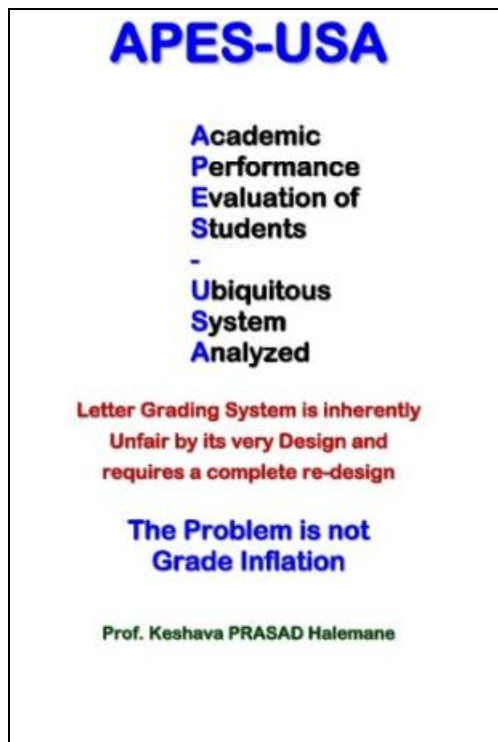 APES-USA
Academic
Performance
Evaluation of
Students
-
Ubiquitous
System
Analyzed
Letter Grading System is inherently
Unfair by its very Design and
requires a complete re-design
The Problem is not
Grade Inflation
Prof. Keshava PRASAD Halemane